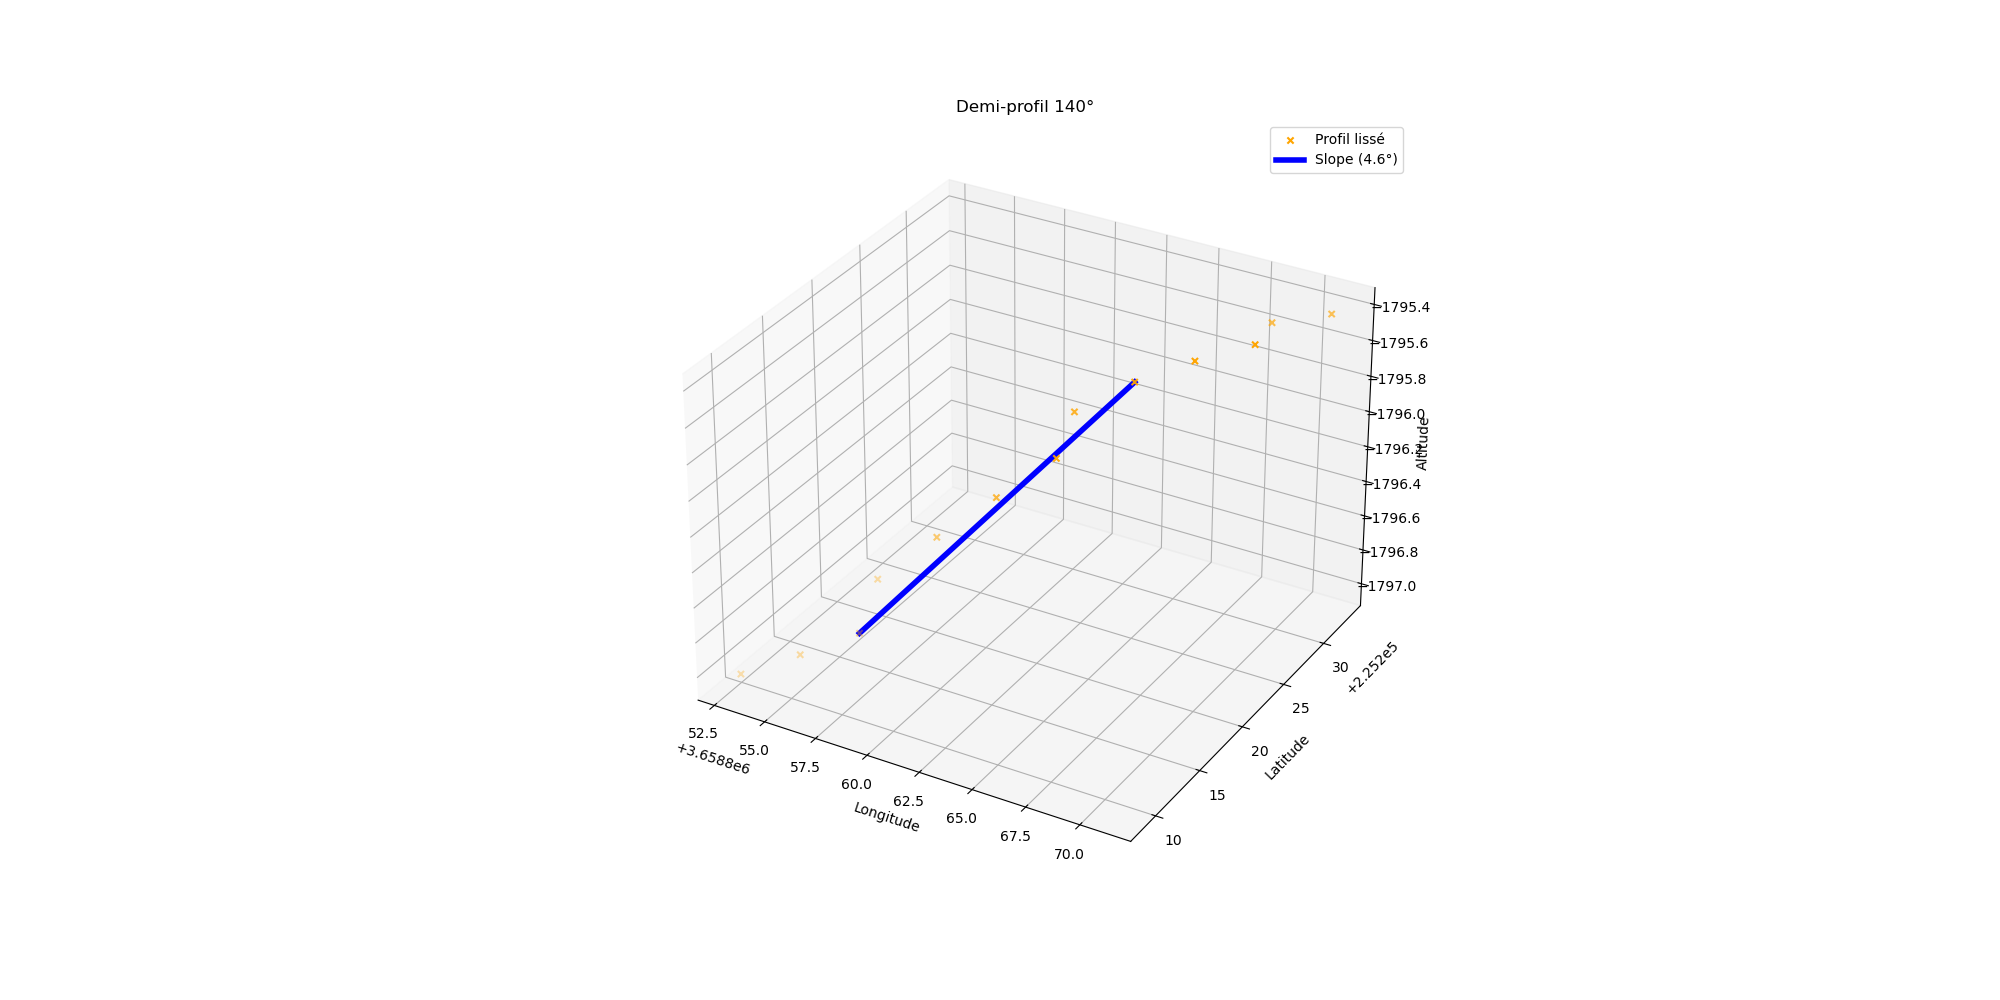 Demi-profil 140°
Profil lissé
Slope (4.6°)
−1795.4
−1795.6
−1795.8
−1796.0
−1796.2
−1796.4
−1796.6
−1796.8
−1797.0
Altitude
30
25
20
15
10
+2.252e5
Latitude
52.5
55.0
57.5
60.0
62.5
65.0
67.5
70.0
+3.6588e6
Longitude